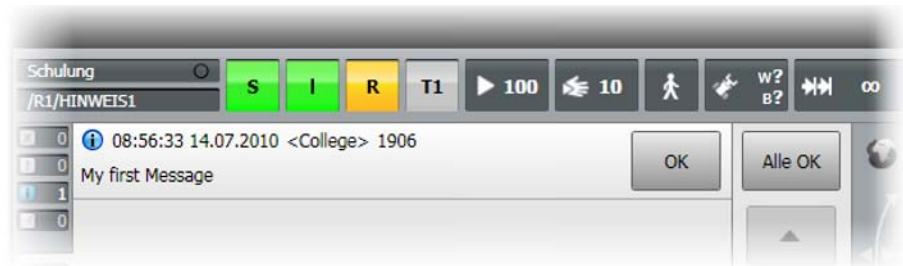 Schulung
/R1/HINWEIS1
S I R T1 100 10 W? B? ∞
0
0
1
0
08:56:33 14.07.2010 <College> 1906
My first Message
OK
Alle OK